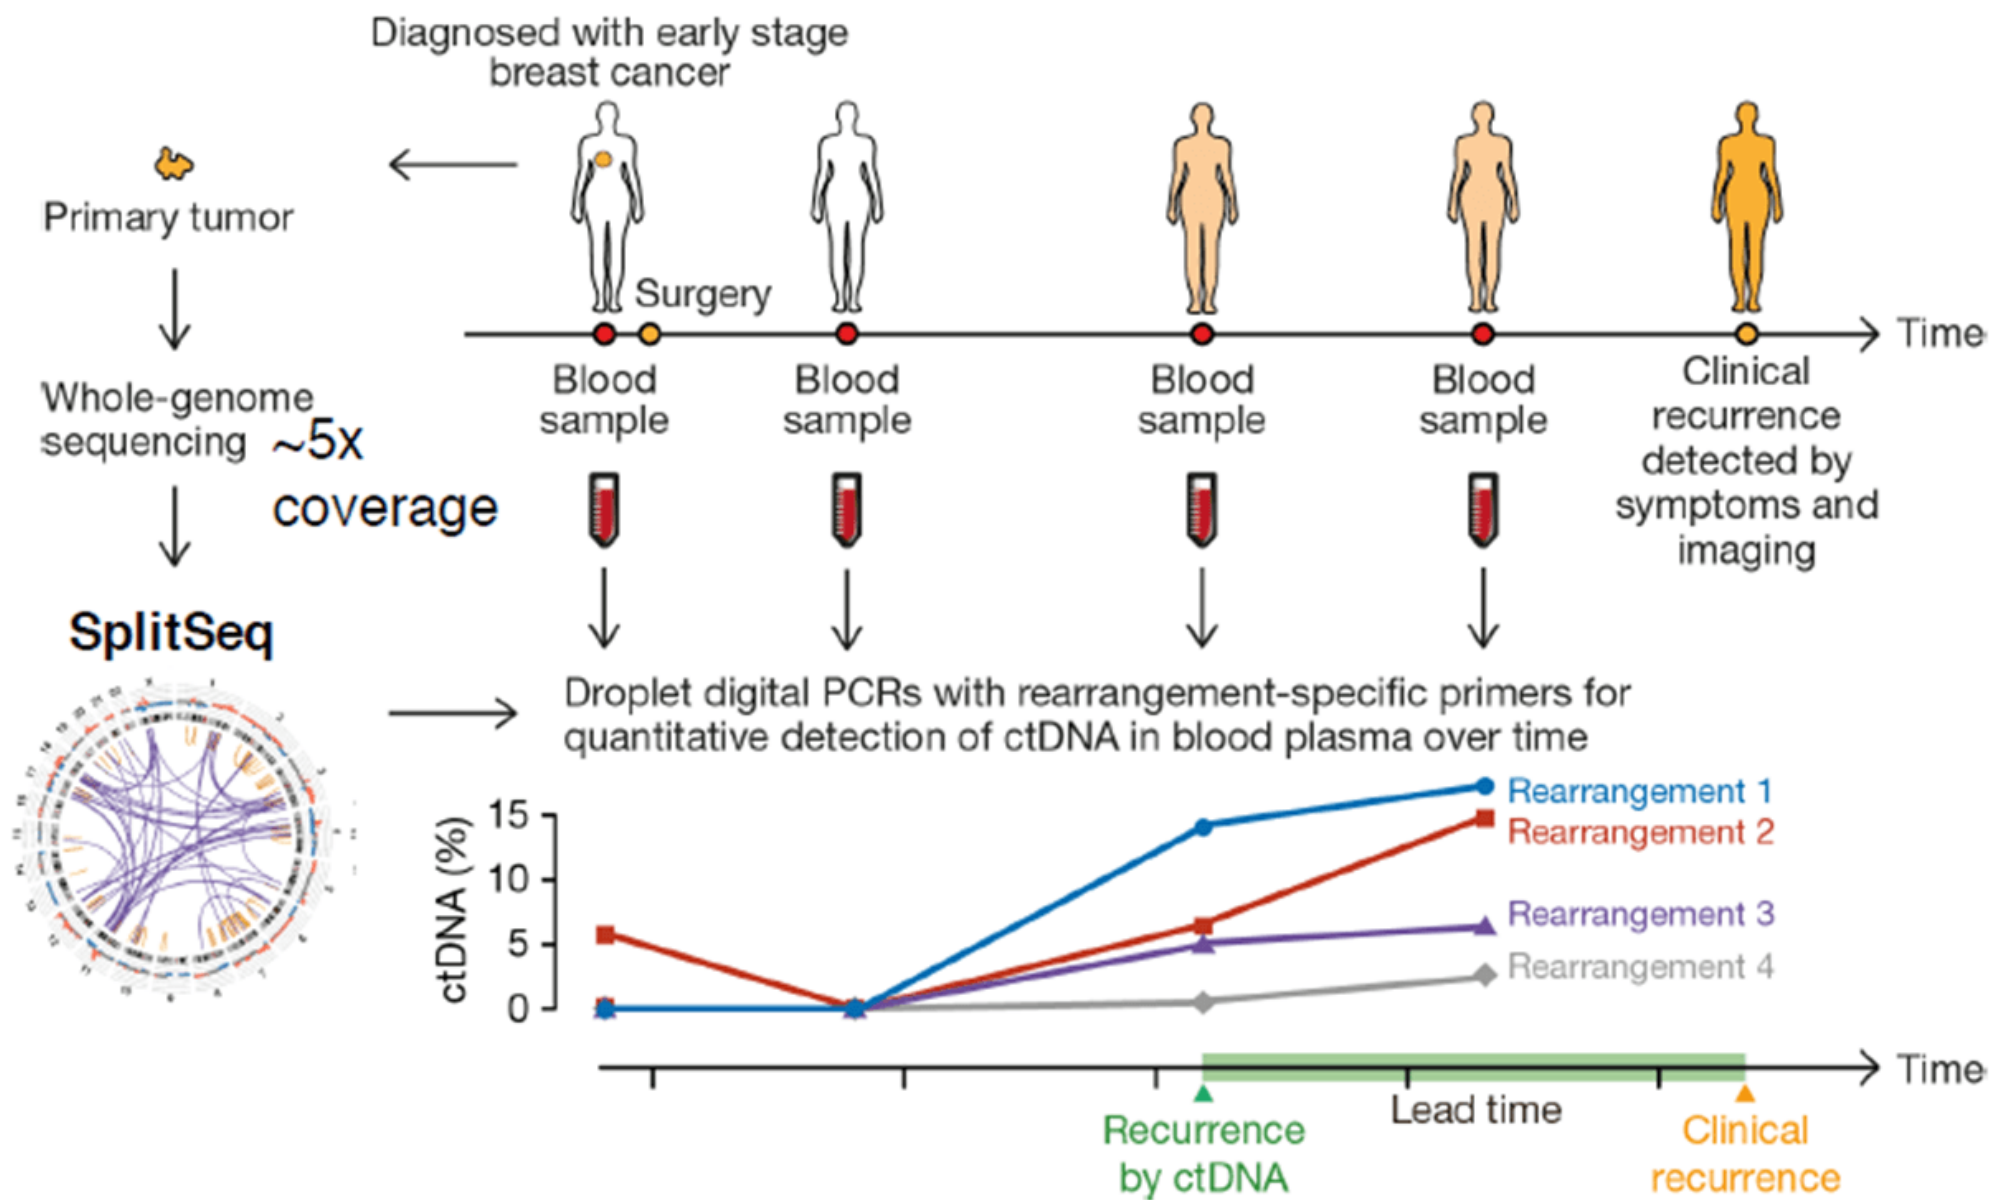 Diagnosed with early stage
breast cancer
Primary tumor
Surgery
Time
Whole-genome
sequencing
~5x
coverage
Blood
sample
Blood
sample
Blood
sample
Blood
sample
Clinical
recurrence
detected by
symptoms and
imaging
SplitSeq
Droplet digital PCRs with rearrangement-specific primers for
quantitative detection of ctDNA in blood plasma over time
ctDNA (%)
15
10
5
0
Rearrangement 1
Rearrangement 2
Rearrangement 3
Rearrangement 4
Time
Lead time
Recurrence
by ctDNA
Clinical
recurrence